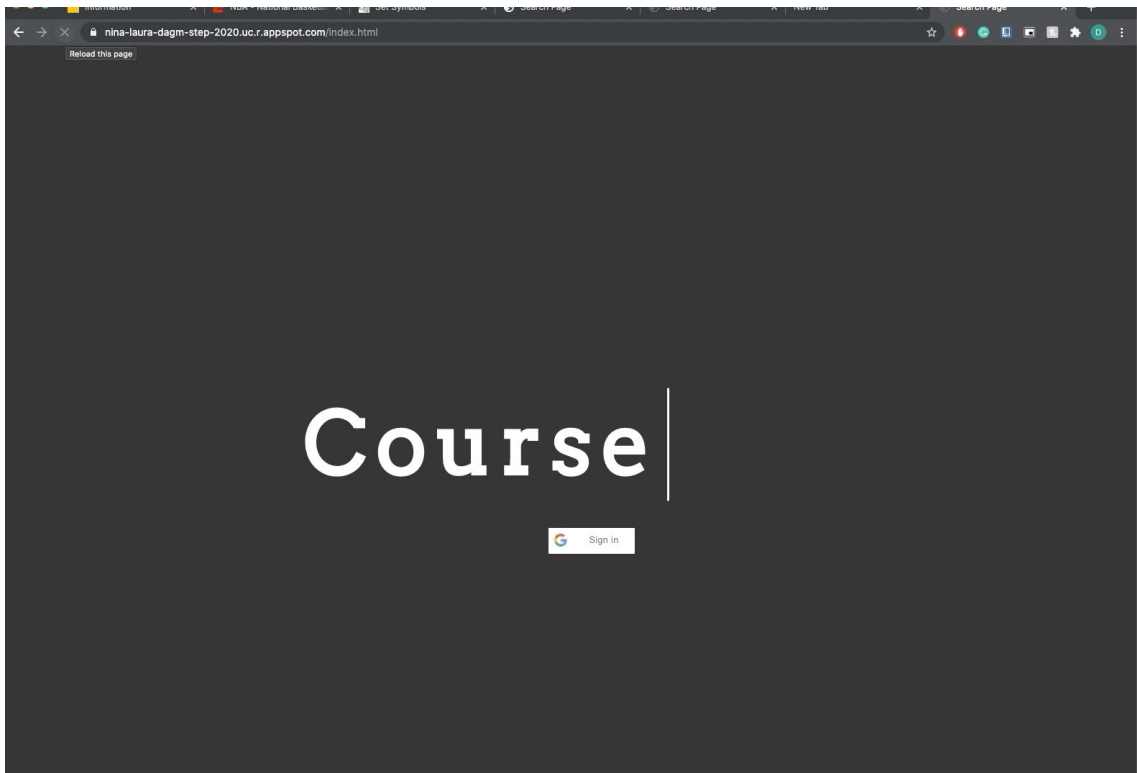 Information NBA - National Basketb Set Symbols Search Page Search Page New Tab Search Page
nina-laura-dagm-step-2020.uc.r.appspot.com/index.html
Reload this page
Course
Sign in